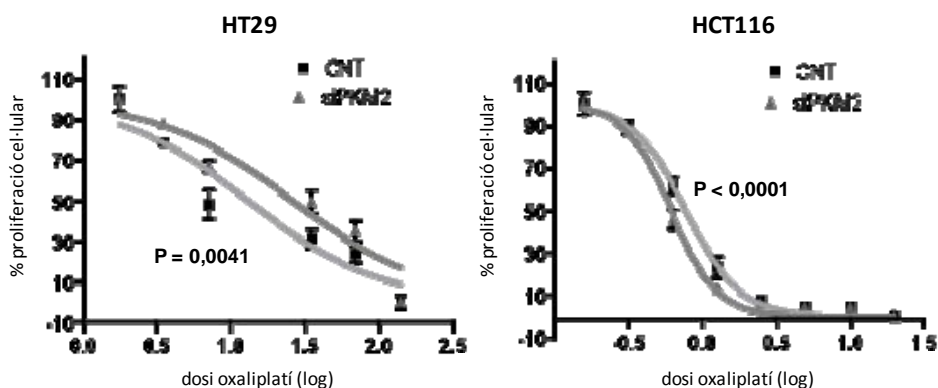 HT29
110
90
70
50
30
10
-10
0.0
0.5
1.0
1.5
2.0
2.5
CNT
siPKM2
P = 0,0041
% proliferació cel·lular
dosi oxaliplatí (log)
HCT116
110
90
70
50
30
10
-10
-0.5
0.0
0.5
1.0
1.5
CNT
siPKM2
P < 0,0001
% proliferació cel·lular
dosi oxaliplatí (log)